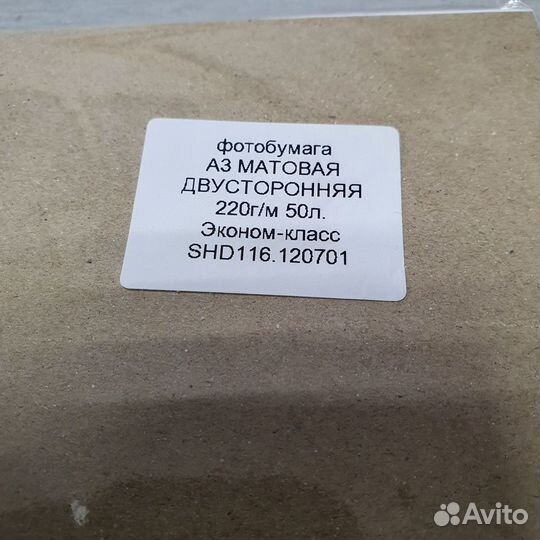 фотобумага
А3 МАТОВАЯ
ДВУСТОРОННЯЯ
220г/м 50л.
Эконом-класс
SHD116.120701
Avito